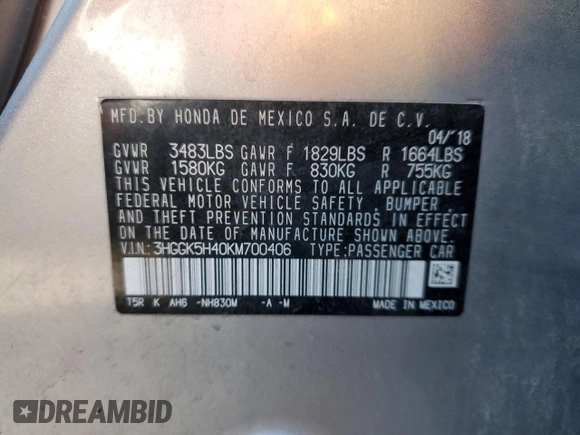 MFD. BY HONDA DE MEXICO S.A. DE C.V.
04/'18
GVWR 3483LBS GAWR F 1829LBS R 1664LBS
GVWR 1580KG GAWR F. 830KG R 755KG
THIS VEHICLE CONFORMS TO ALL APPLICABLE
FEDERAL MOTOR VEHICLE SAFETY, BUMPER,
AND THEFT PREVENTION STANDARDS IN EFFECT
ON THE DATE OF MANUFACTURE SHOWN ABOVE.
V.I.N.: 3HGGK5H40KM700406 TYPE:PASSENGER CAR
T5R K AH6 -NH830M -A -M MADE IN MEXICO
DREAMBID